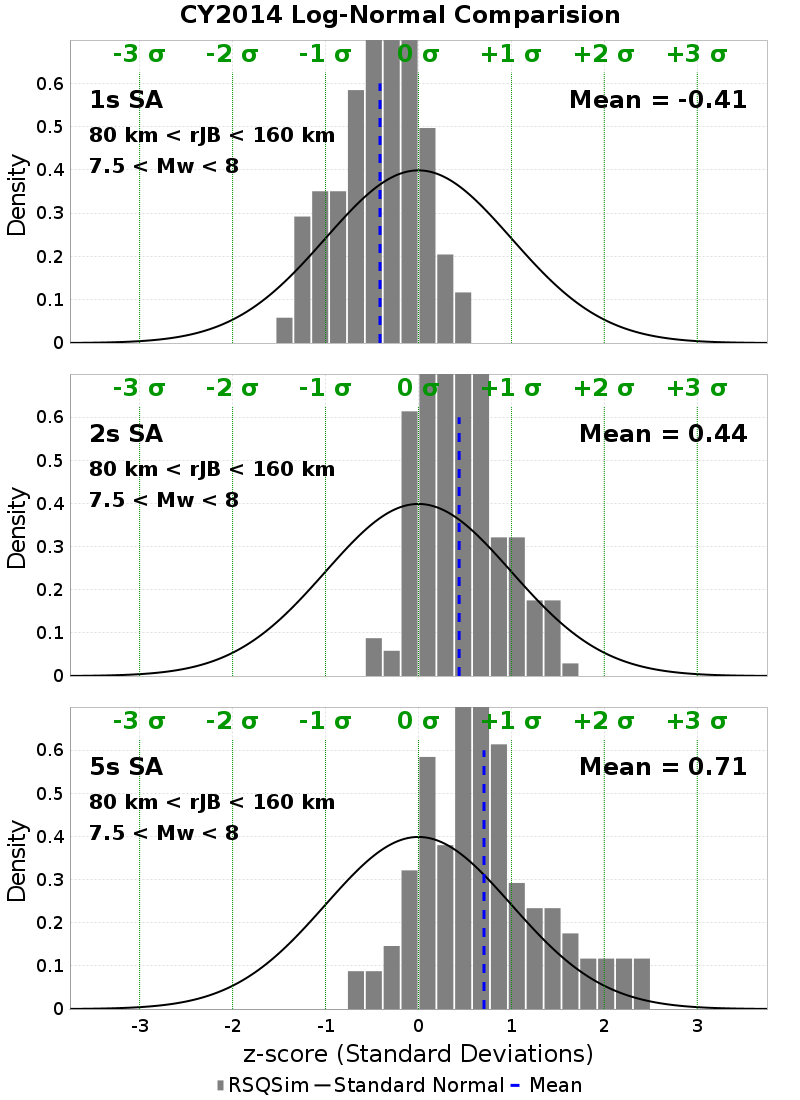 CY2014 Log-Normal Comparision
-3 σ -2 σ -1 σ 0 σ +1 σ +2 σ +3 σ
0.6
1s SA Mean = -0.41
0.5
80 km < rJB < 160 km
7.5 < Mw < 8
0.4
Density
0.3
0.2
0.1
0
-3 σ -2 σ -1 σ 0 σ +1 σ +2 σ +3 σ
0.6
2s SA Mean = 0.44
0.5
80 km < rJB < 160 km
7.5 < Mw < 8
0.4
Density
0.3
0.2
0.1
0
-3 σ -2 σ -1 σ 0 σ +1 σ +2 σ +3 σ
0.6
5s SA Mean = 0.71
0.5
80 km < rJB < 160 km
7.5 < Mw < 8
0.4
Density
0.3
0.2
0.1
0
-3 -2 -1 0 1 2 3
z-score (Standard Deviations)
RSQSim Standard Normal Mean